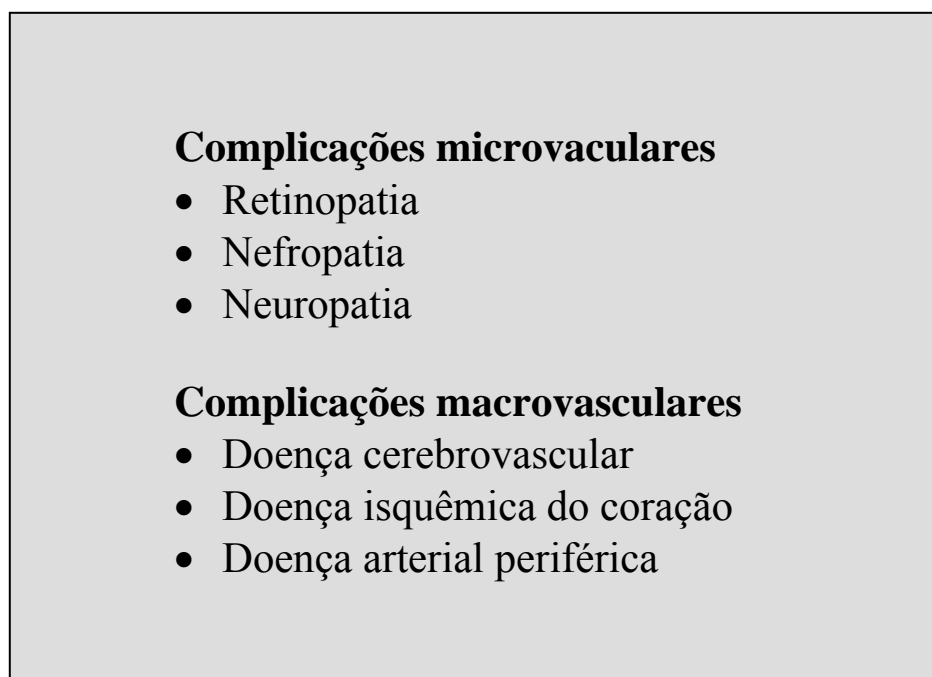 Complicações microvaculares
• Retinopatia
• Nefropatia
• Neuropatia
Complicações macrovasculares
• Doença cerebrovascular
• Doença isquêmica do coração
• Doença arterial periférica